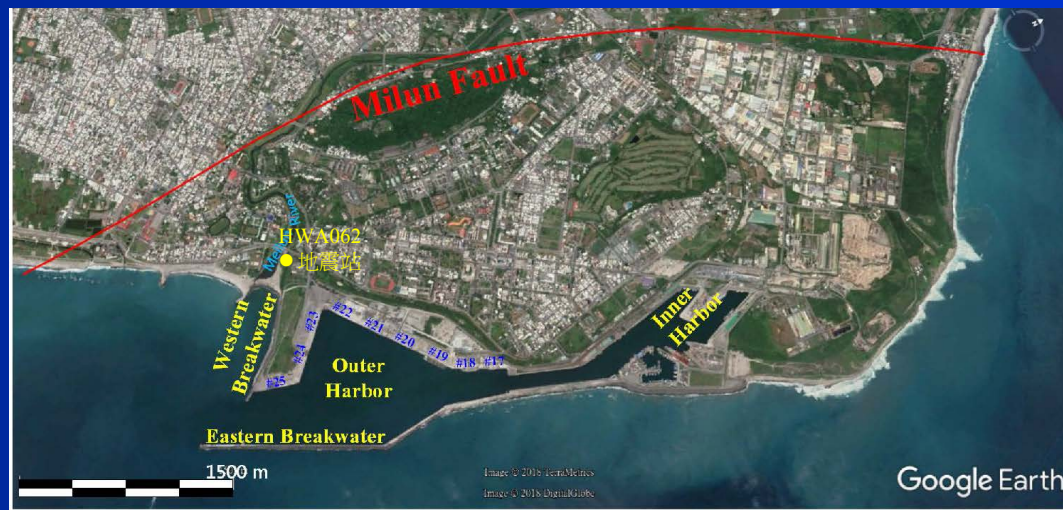 N
Milun Fault
River
HWA062
地震站
Western
Breakwater
#23
#24
#25
#22
#21
#20
#19
#18
#17
Outer
Harbor
Inner
Harbor
Eastern Breakwater
1500 m
Image © 2018 TerraMetrics
Image © 2018 DigitalGlobe
Google Earth